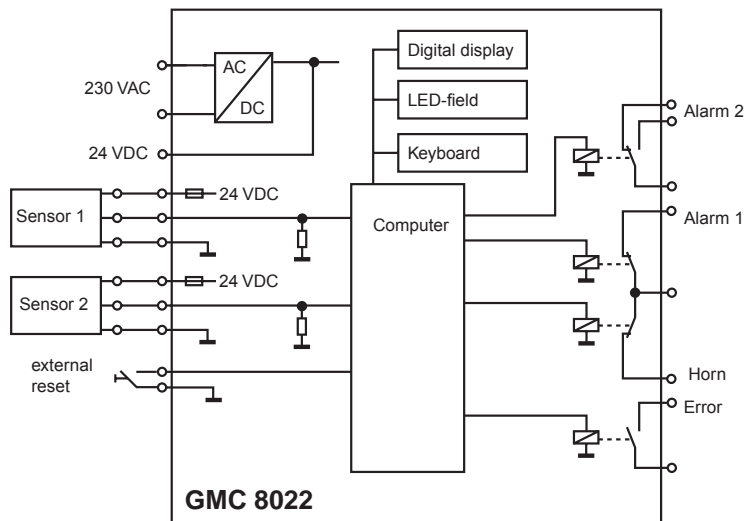 AC
DC
230 VAC
24 VDC
Digital display
LED-field
Keyboard
Computer
Sensor 1
24 VDC
Sensor 2
24 VDC
external
reset
Alarm 2
Alarm 1
Horn
Error
GMC 8022